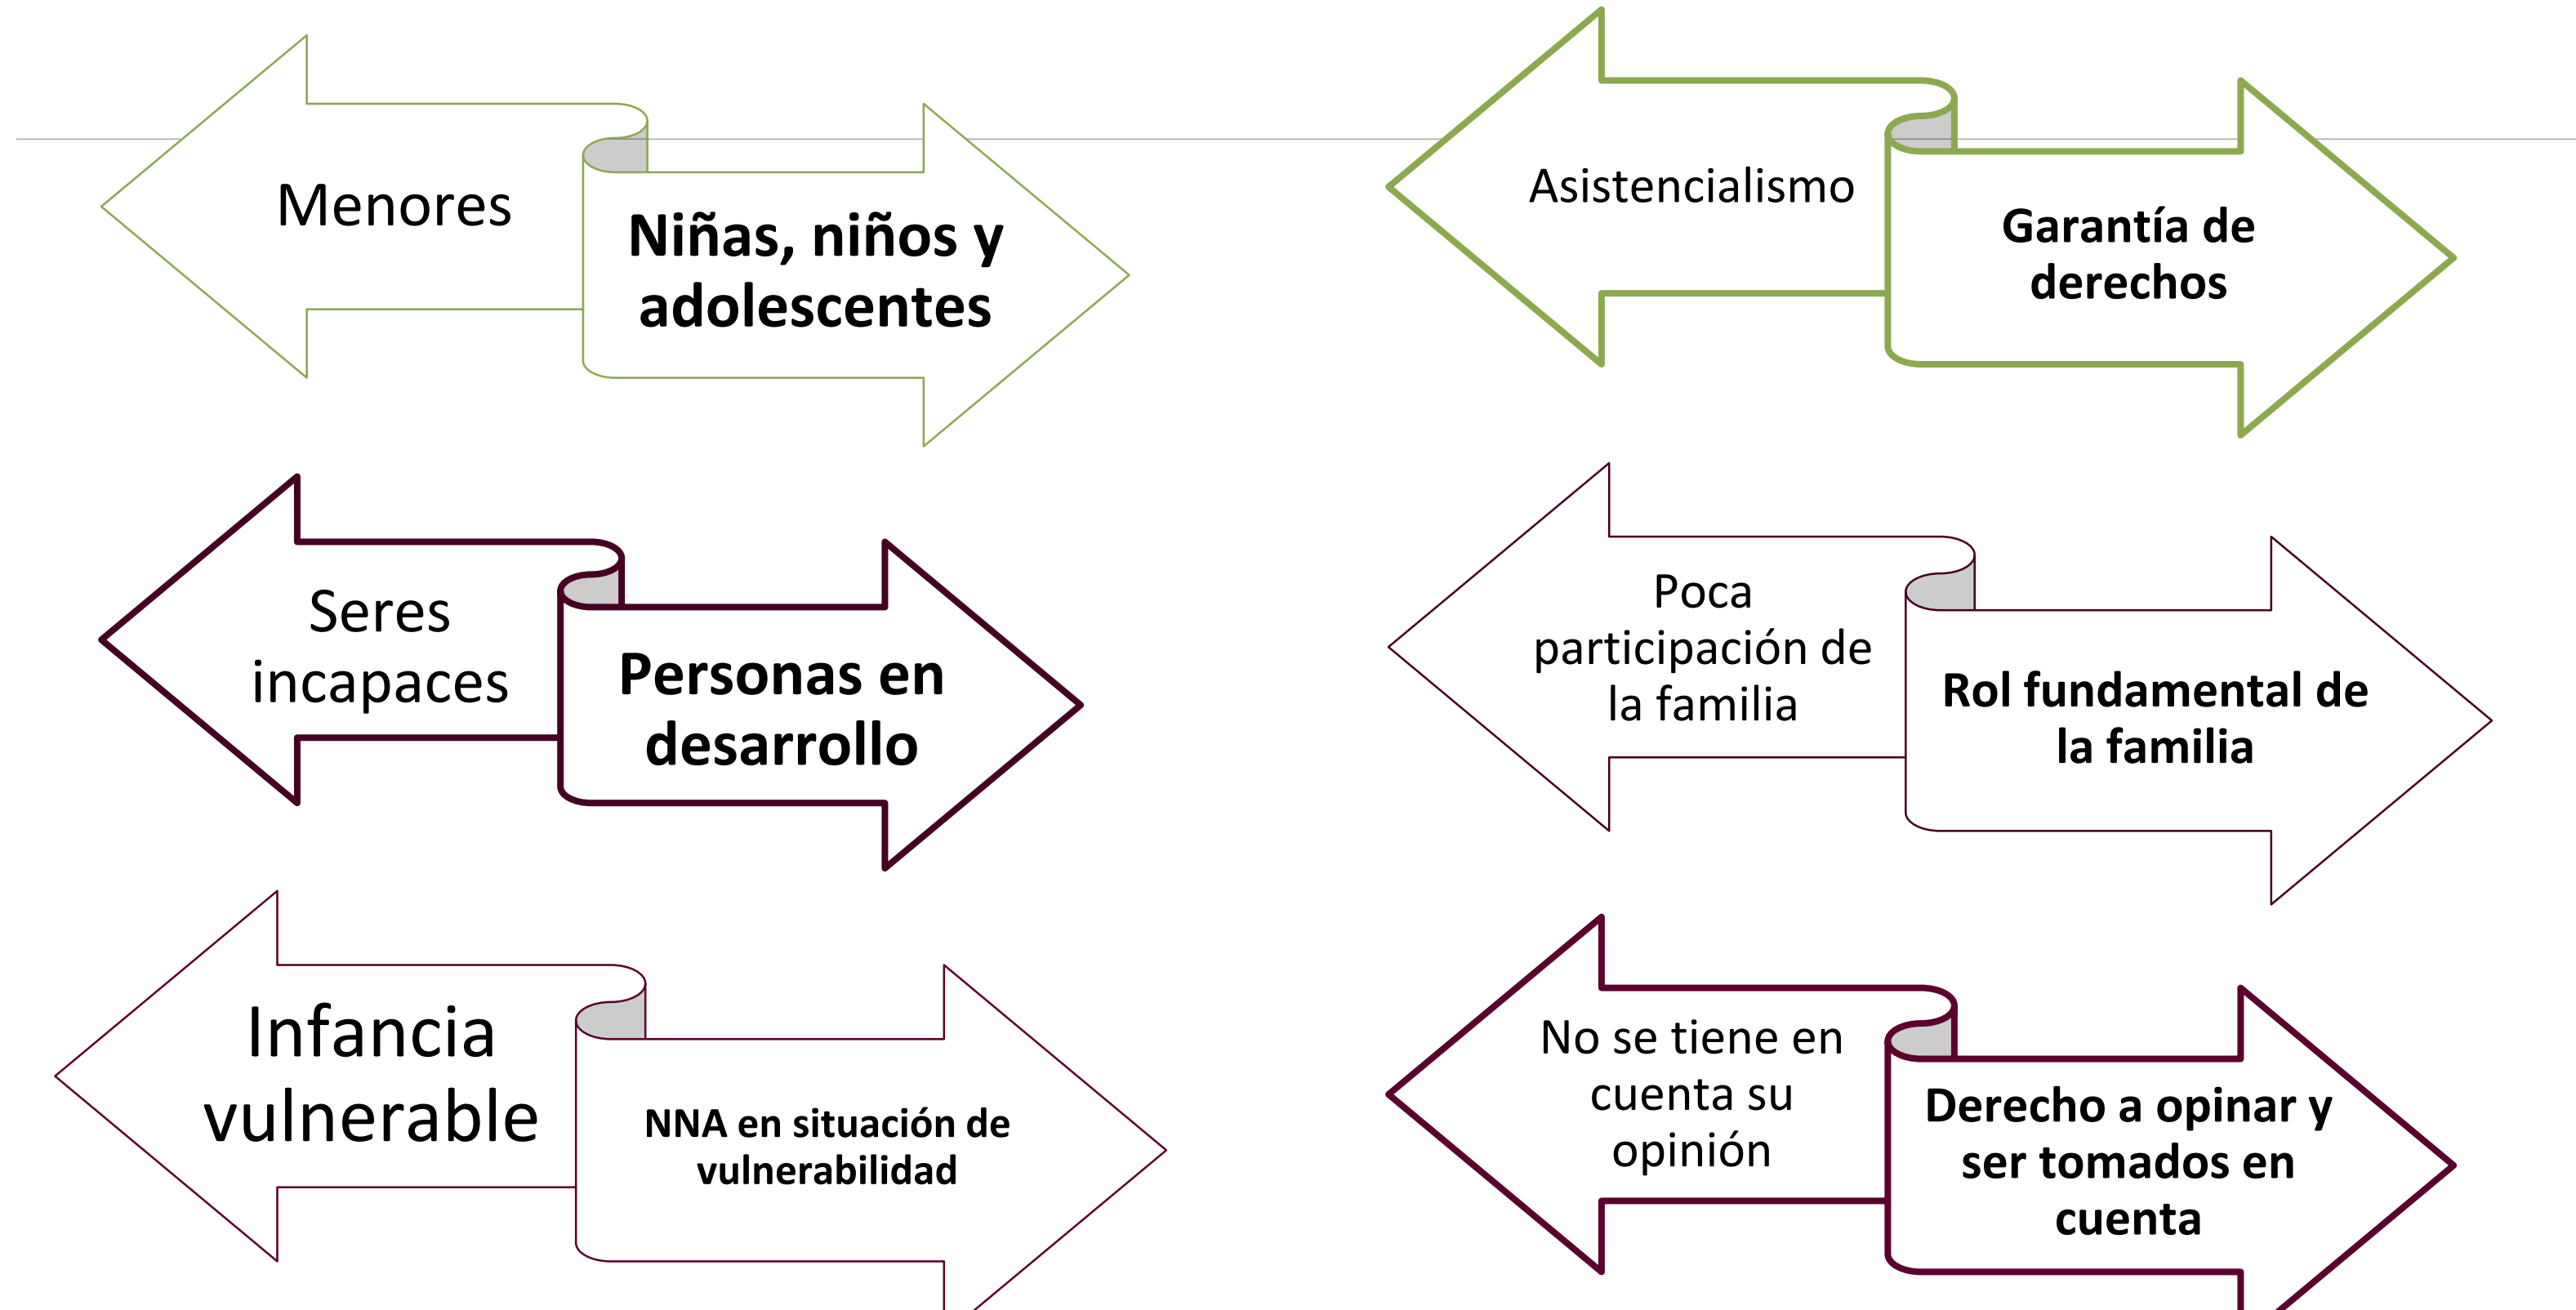 Menores
Niñas, niños y
adolescentes
Asistencialismo
Garantía de
derechos
Seres
incapaces
Personas en
desarrollo
Poca
participación de
la familia
Rol fundamental de
la familia
Infancia
vulnerable
NNA en situación de
vulnerabilidad
No se tiene en
cuenta su
opinión
Derecho a opinar y
ser tomados en
cuenta